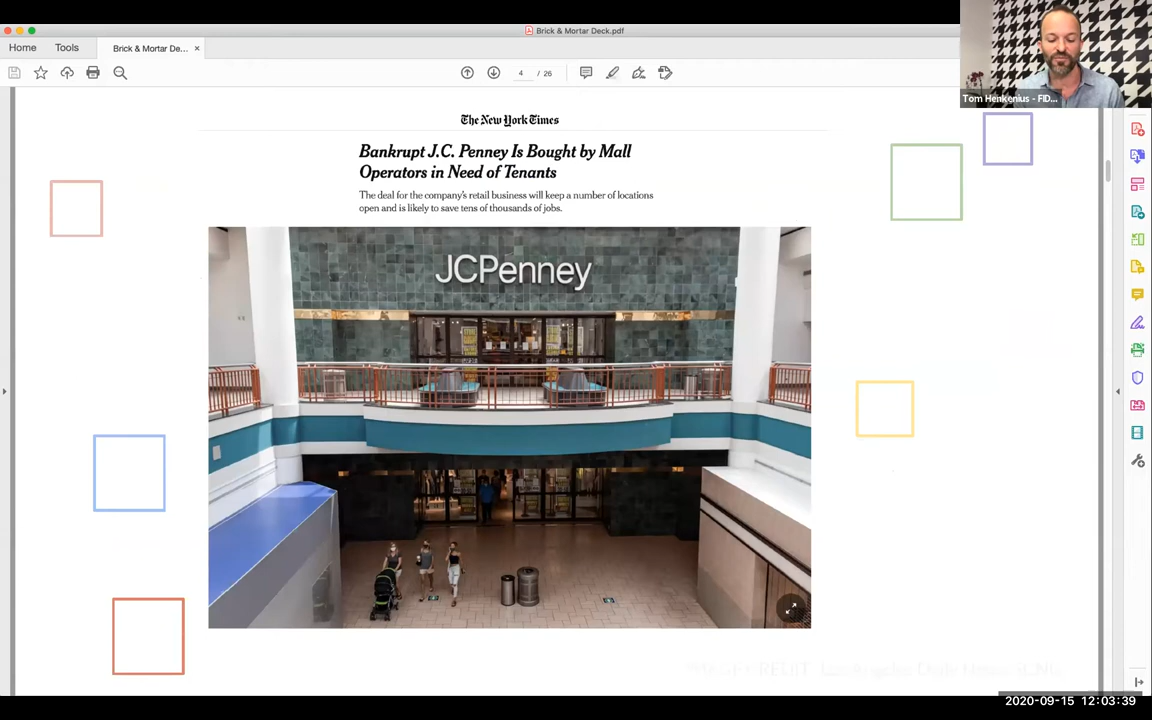 Brick & Mortar Deck.pdf
Home
Tools
Brick & Mortar De...
×
4
/ 26
Tom Henkenius - FID...
The New York Times
Bankrupt J.C. Penney Is Bought by Mall
Operators in Need of Tenants
The deal for the company's retail business will keep a number of locations
open and is likely to save tens of thousands of jobs.
JCPenney
2020-09-15 12:03:39